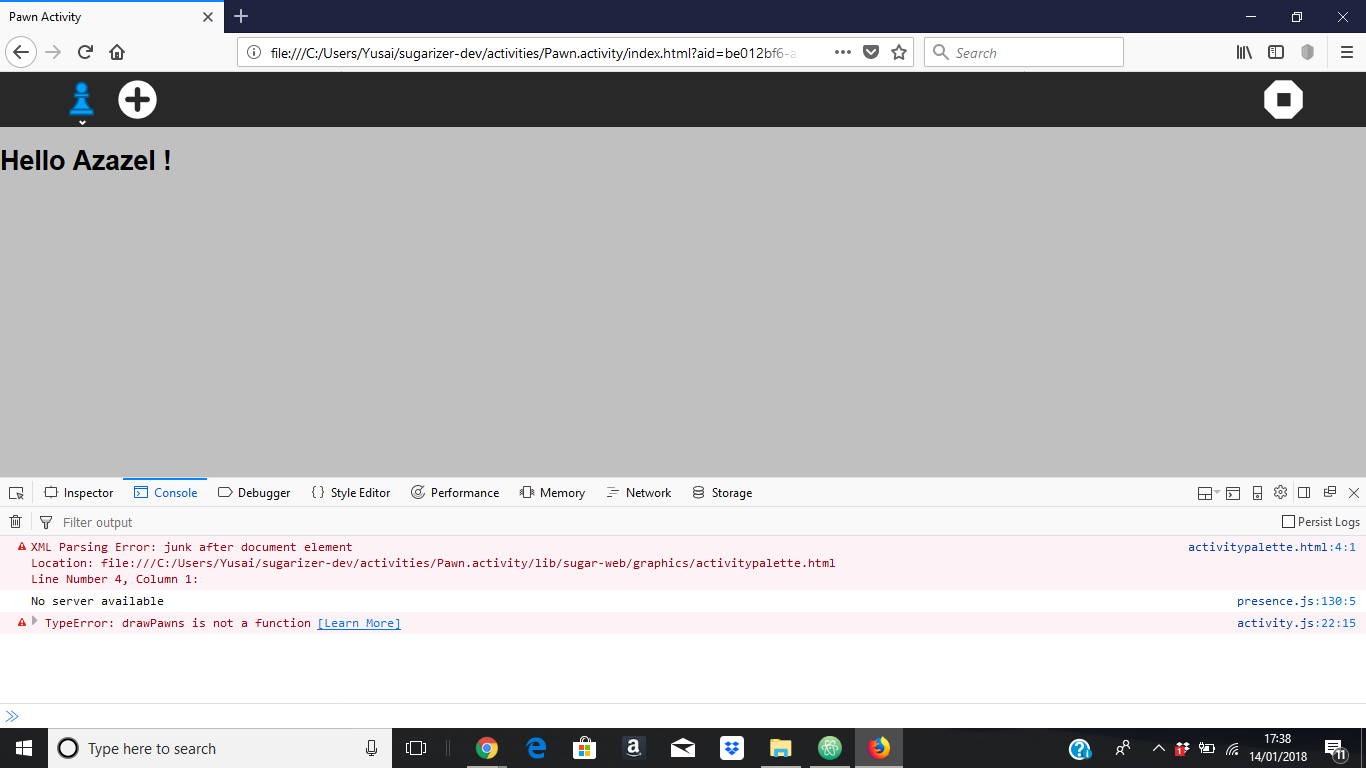 Pawn Activity
file:///C:/Users/Yusai/sugarizer-dev/activities/Pawn.activity/index.html?aid=be012bf6-a
Search
Hello Azazel !
Inspector Console Debugger {} Style Editor Performance Memory Network Storage
Filter output Persist Logs
XML Parsing Error: junk after document element activitypalette.html:4:1
Location: file:///C:/Users/Yusai/sugarizer-dev/activities/Pawn.activity/lib/sugar-web/graphics/activitypalette.html
Line Number 4, Column 1:
No server available presence.js:130:5
TypeError: drawPawns is not a function [Learn More] activity.js:22:15
Type here to search
17:38
14/01/2018
11